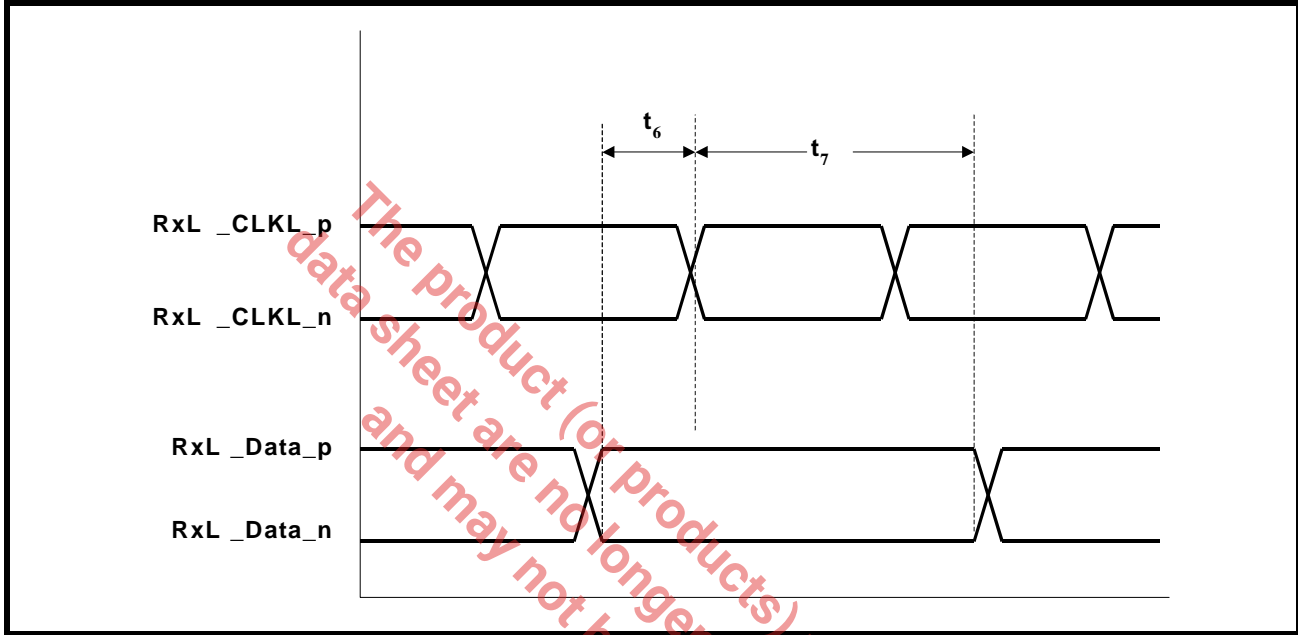 t6
t7
RxL _CLKL_p
RxL _CLKL_n
RxL _Data_p
RxL _Data_n
The product (or products)
data sheet are no longer
and may not b